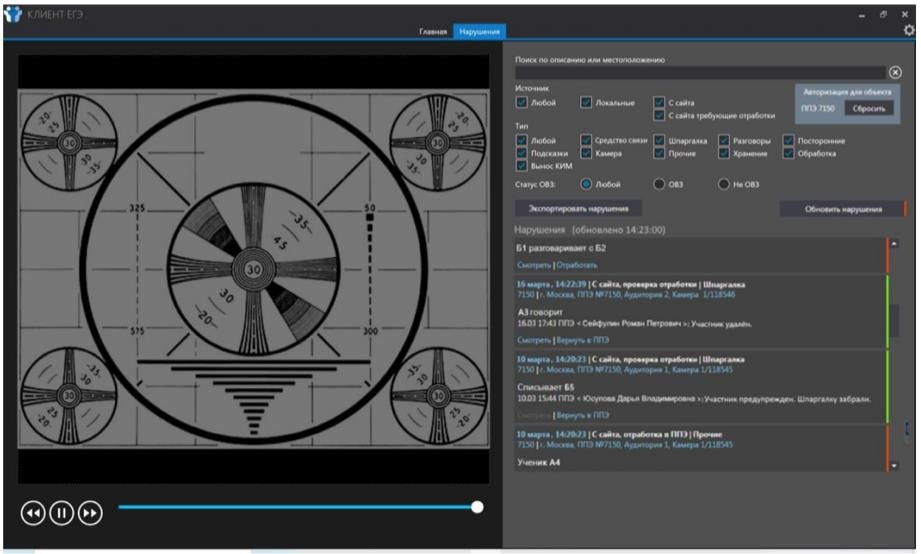 КЛИЕНТ ЕГЭ
Главная Нарушения
Поиск по описанию или местоположению
Источник
Любой Локальные С сайта
С сайта требующие отработки
Авторизация для объекта
ППЭ 7150 Сбросить
Тип
Любой Средство связи Шпаргалка Разговоры Посторонние
Подсказки Камера Прочие Хранение Обработка
Вынос КИМ
Статус ОВЗ: Любой ОВЗ Не ОВЗ
Экспортировать нарушения Обновить нарушения
Нарушения (обновлено 14:23:00)
Б1 разговаривает с Б2
Смотреть | Отработать
16 марта , 14:22:39 | С сайта, проверка отработки | Шпаргалка
7150 | г. Москва, ППЭ №7150, Аудитория 2, Камера 1/118546
А3 говорит
16.03 17:43 ППЭ < Сейфулин Роман Петрович >: Участник удалён.
Смотреть | Вернуть в ППЭ
10 марта , 14:20:23 | С сайта, проверка отработки | Шпаргалка
7150 | г. Москва, ППЭ №7150, Аудитория 1, Камера 1/118545
Списывает Б5
10.03 15:44 ППЭ < Юсупова Дарья Владимировна >: Участник предупрежден. Шпаргалку забрали.
Смотреть | Вернуть в ППЭ
10 марта , 14:20:23 | С сайта, отработка в ППЭ | Прочие
7150 | г. Москва, ППЭ №7150, Аудитория 1, Камера 1/118545
Ученик А4
325 50
-35-
45
30
30
-20-
575 300